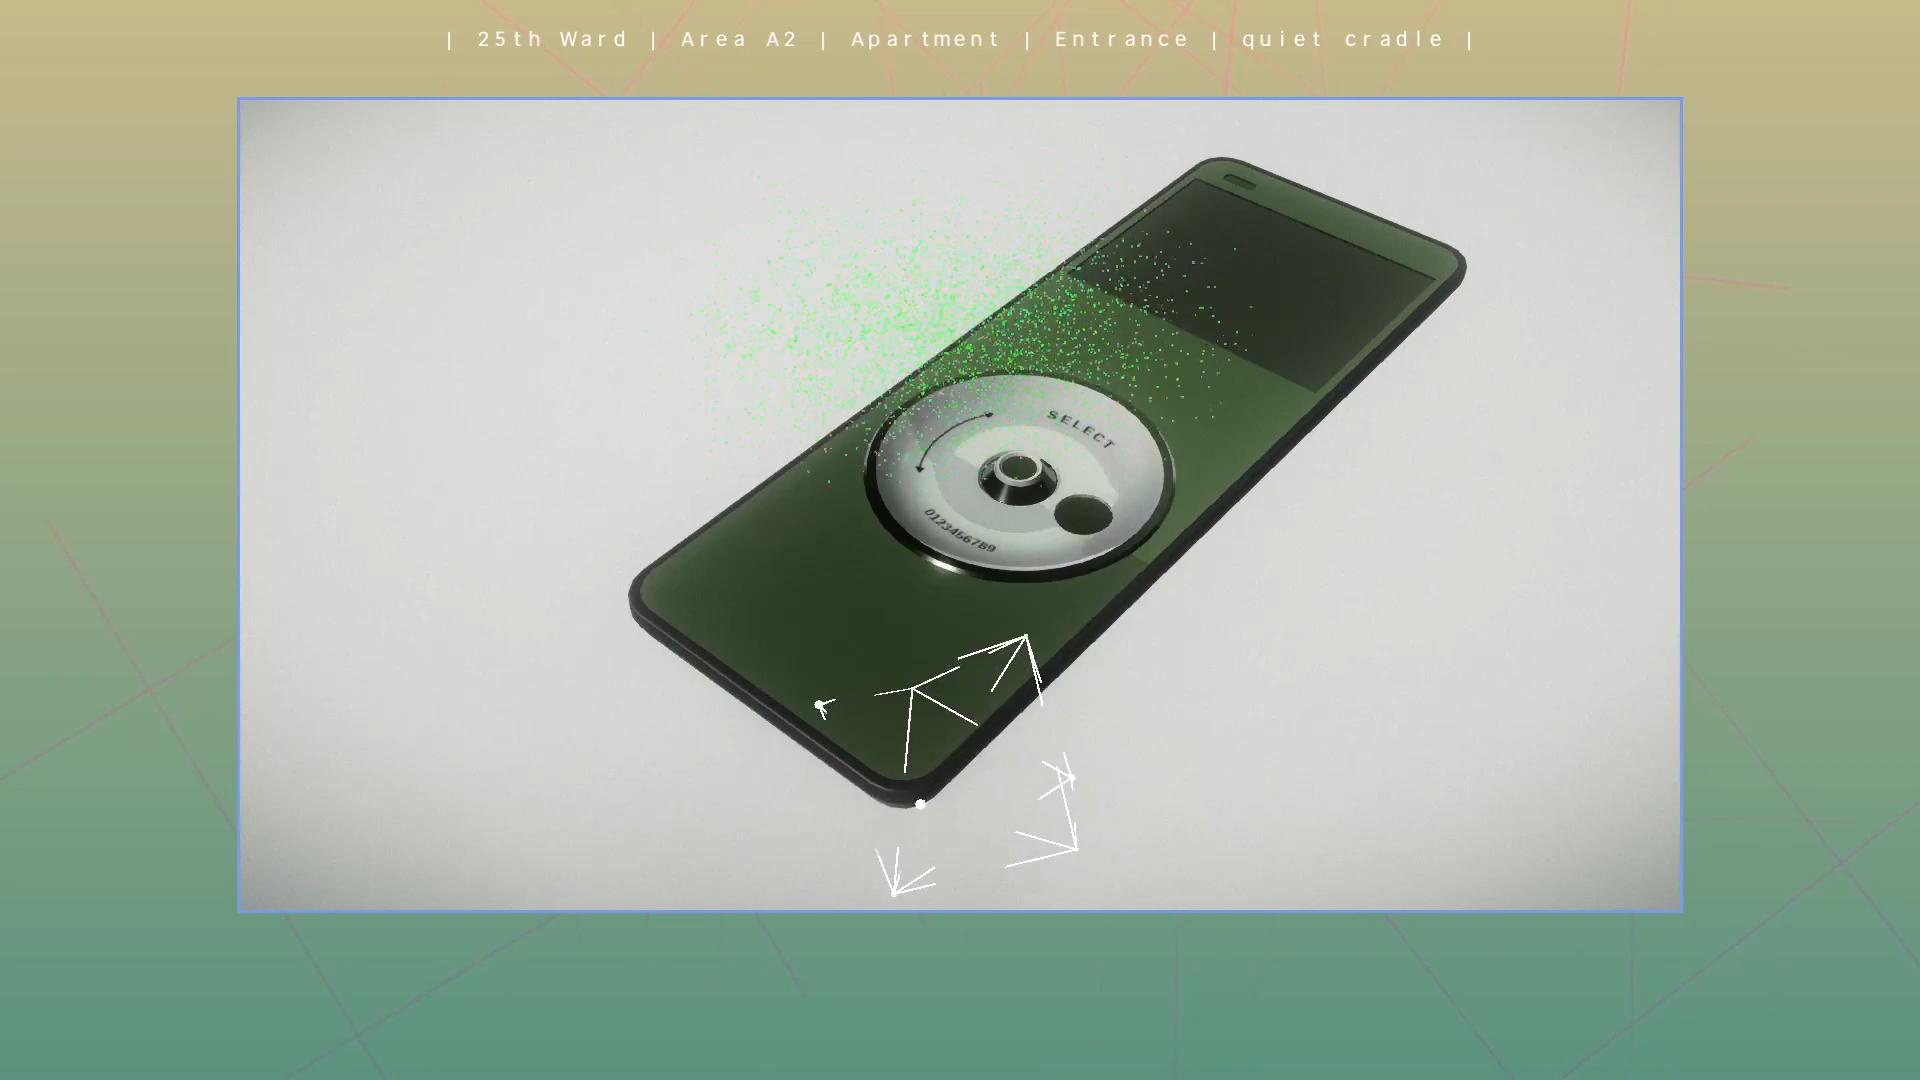 | 25th Ward | Area A2 | Apartment | Entrance | quiet cradle |
SELECT
0123456789